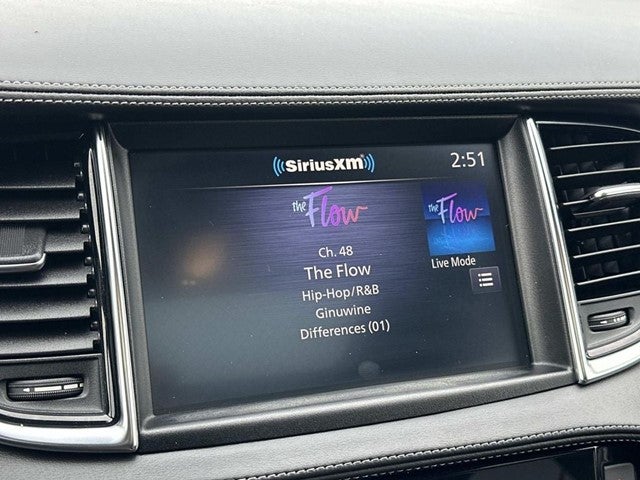 SiriusXM
2:51
the Flow
the Flow
Ch. 48
The Flow
Live Mode
Hip-Hop/R&B
Ginuwine
Differences (01)